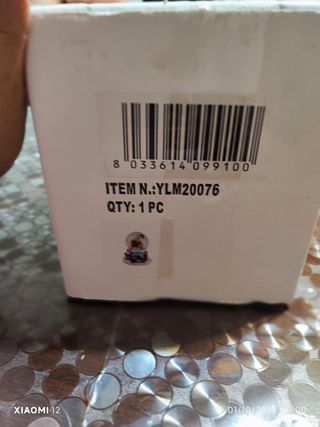 8 033614 099100
ITEM N.:YLM20076
QTY: 1 PC
XIAOMI 12